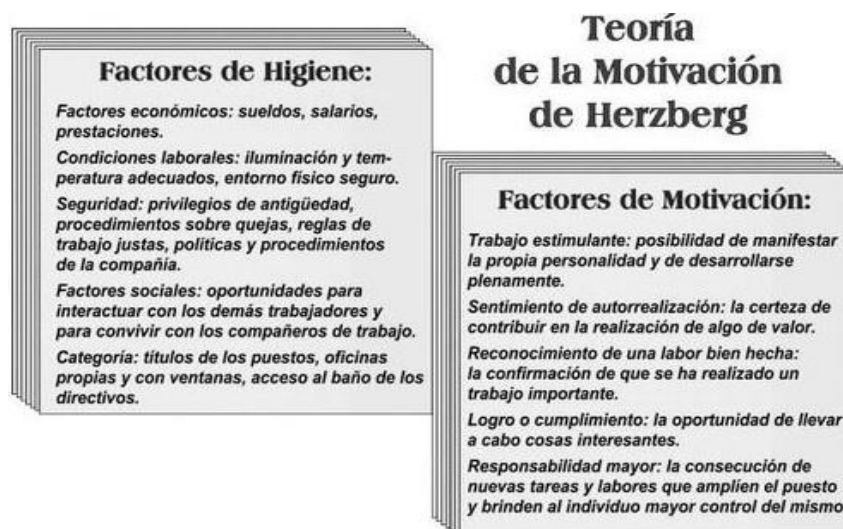 Teoría
de la Motivación
de Herzberg
Factores de Higiene:
Factores económicos: sueldos, salarios,
prestaciones.
Condiciones laborales: iluminación y tem-
peratura adecuados, entorno físico seguro.
Seguridad: privilegios de antigüedad,
procedimientos sobre quejas, reglas de
trabajo justas, políticas y procedimientos
de la compañía.
Factores sociales: oportunidades para
interactuar con los demás trabajadores y
para convivir con los compañeros de trabajo.
Categoría: títulos de los puestos, oficinas
propias y con ventanas, acceso al baño de los
directivos.
Factores de Motivación:
Trabajo estimulante: posibilidad de manifestar
la propia personalidad y de desarrollarse
plenamente.
Sentimiento de autorrealización: la certeza de
contribuir en la realización de algo de valor.
Reconocimiento de una labor bien hecha:
la confirmación de que se ha realizado un
trabajo importante.
Logro o cumplimiento: la oportunidad de llevar
a cabo cosas interesantes.
Responsabilidad mayor: la consecución de
nuevas tareas y labores que amplíen el puesto
y brinden al individuo mayor control del mismo